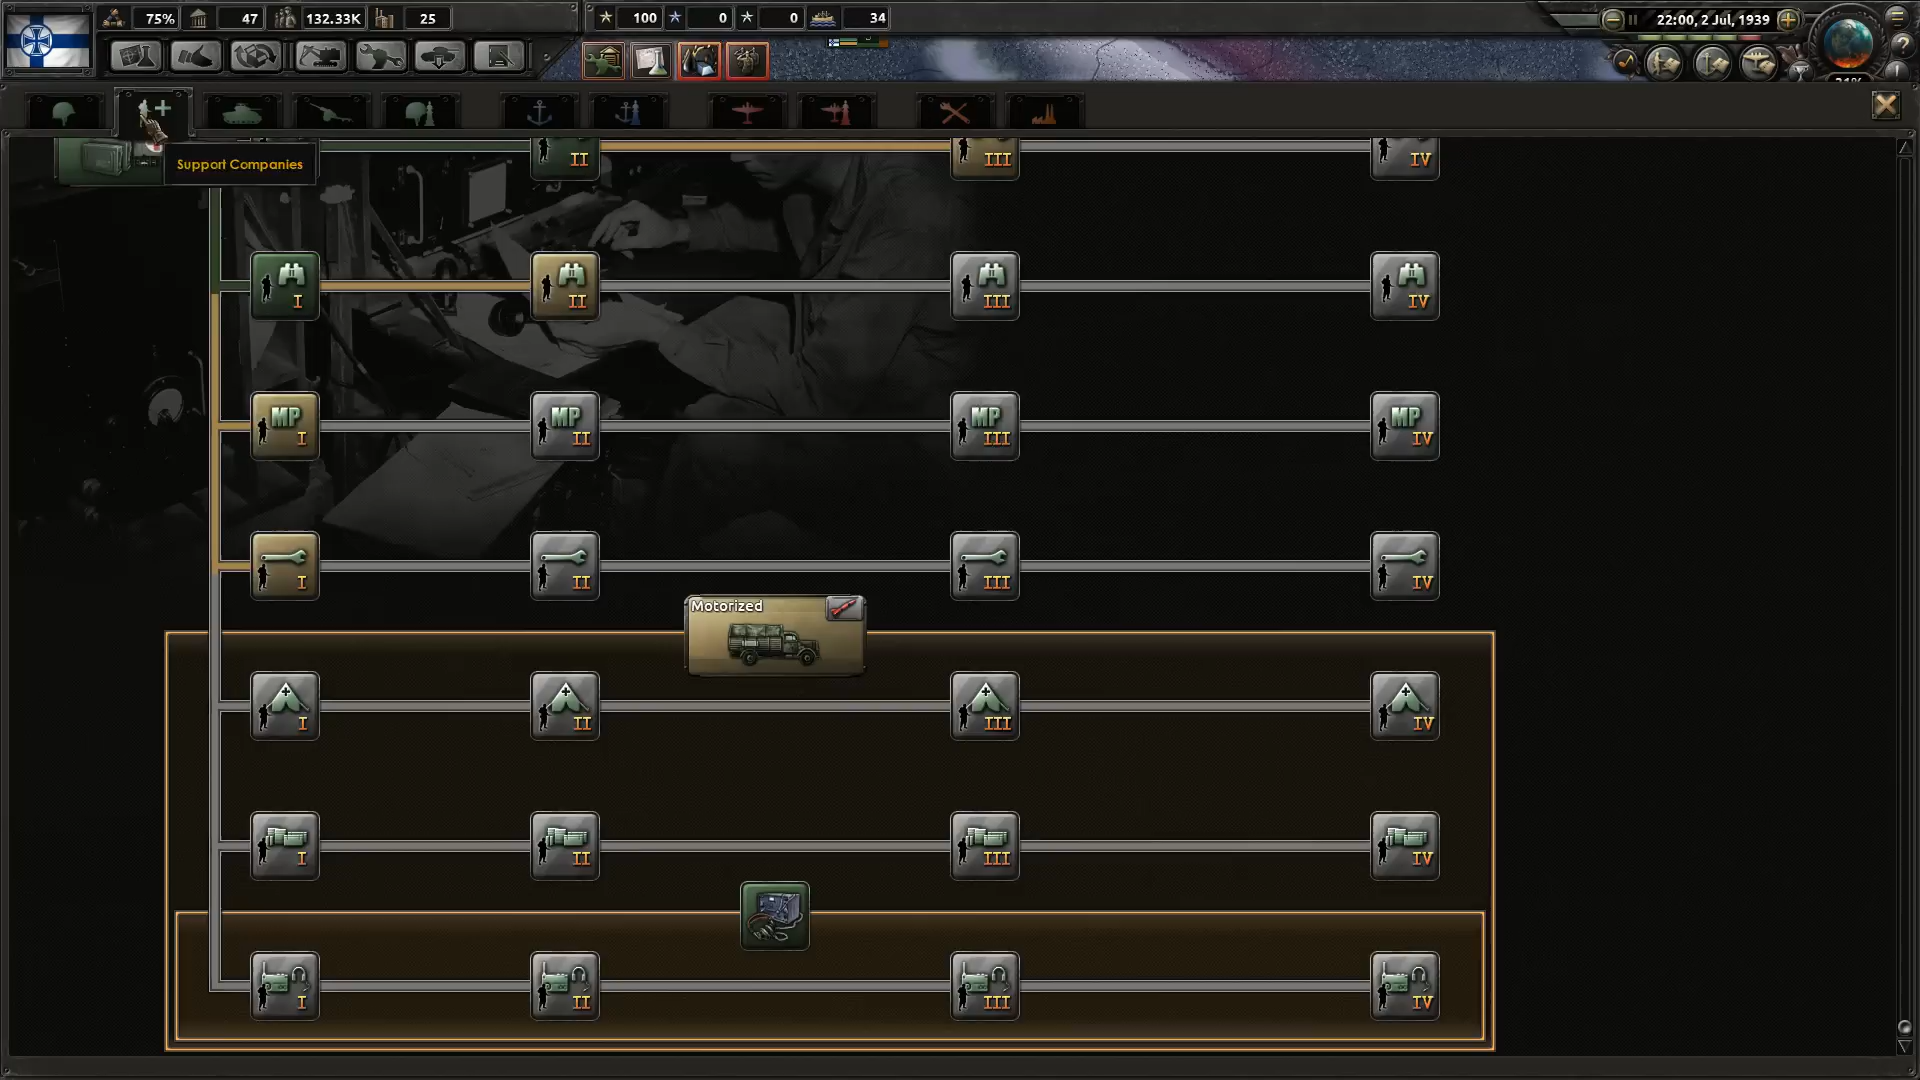 75% 47 132.33K 25 100 0 0 34 22:00, 2 Jul, 1939
Support Companies
II III IV
I II III IV
MP MP MP MP
I II III IV
I II III IV
Motorized
I II III IV
I II III IV
I II III IV